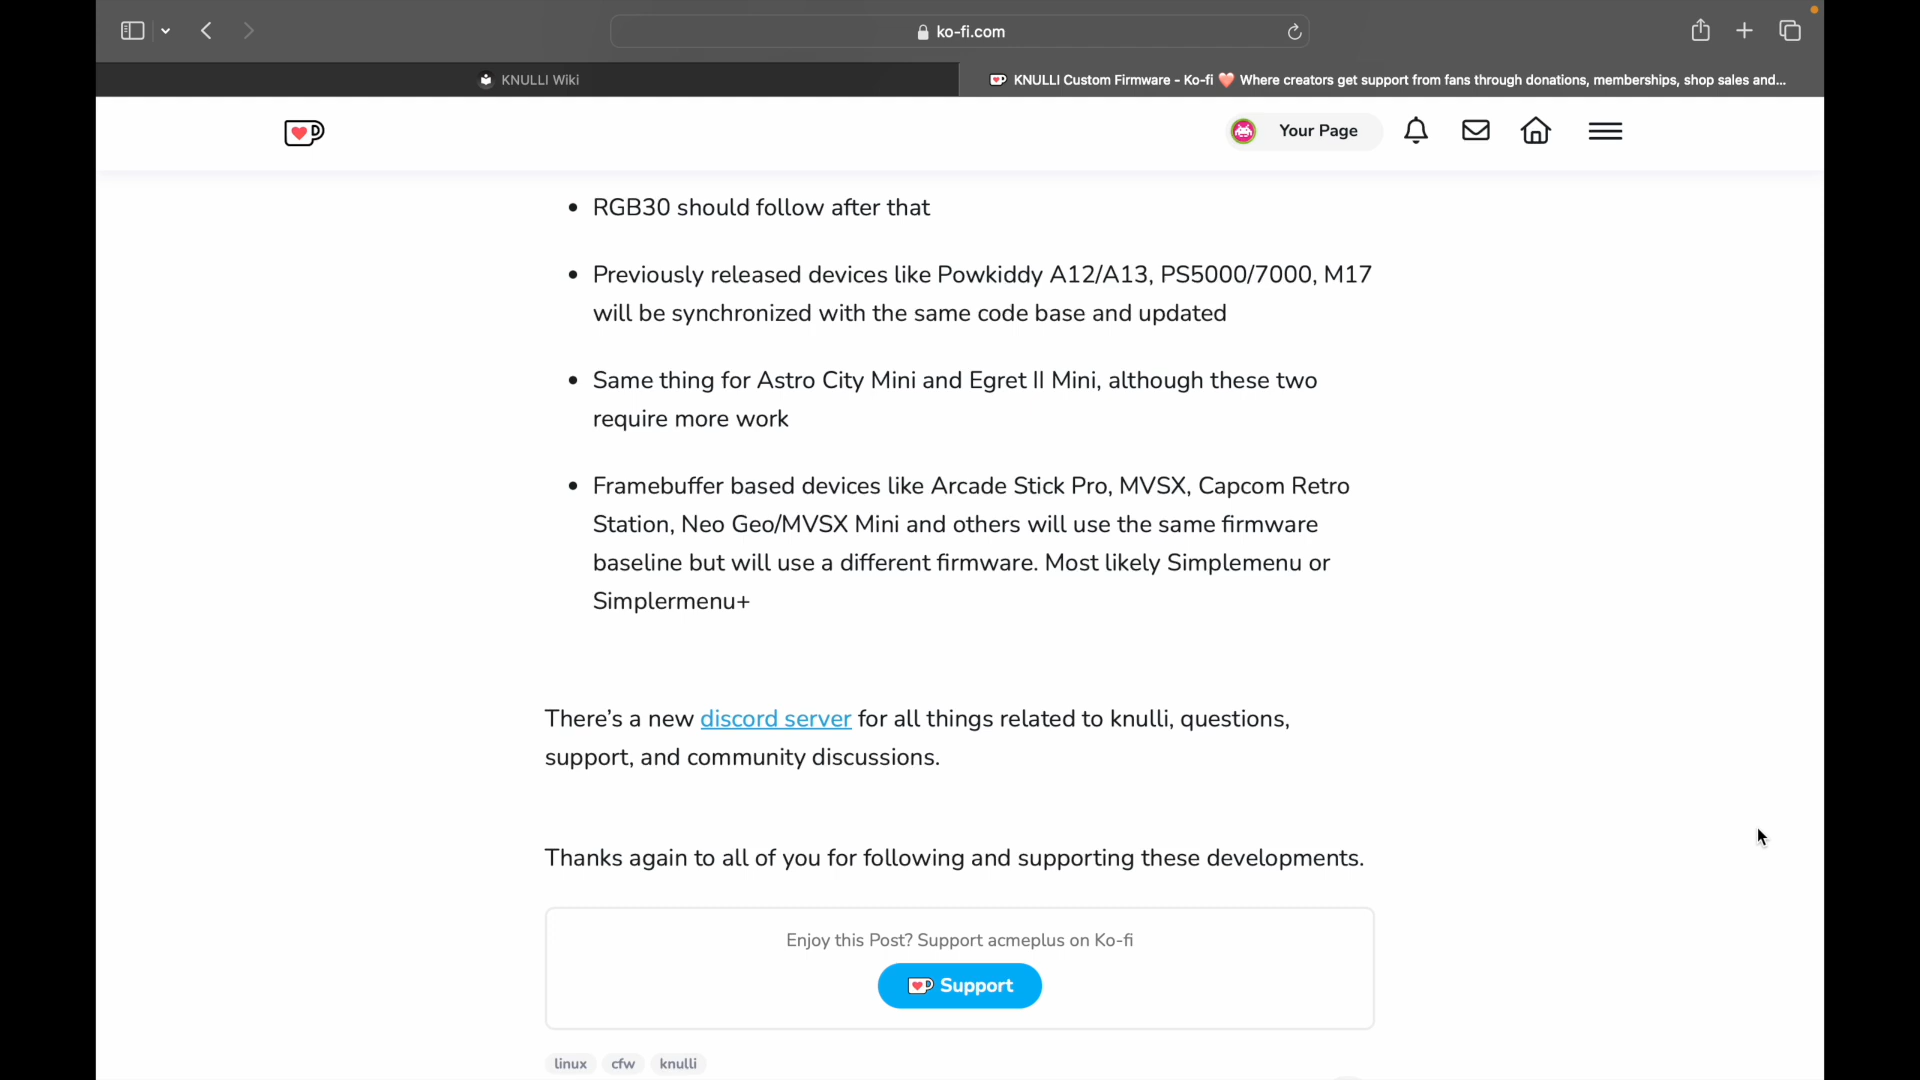 ko-fi.com
KNULLI Wiki
KNULLI Custom Firmware - Ko-fi ❤️ Where creators get support from fans through donations, memberships, shop sales and...
Your Page
• RGB30 should follow after that
• Previously released devices like Powkiddy A12/A13, PS5000/7000, M17
will be synchronized with the same code base and updated
• Same thing for Astro City Mini and Egret II Mini, although these two
require more work
• Framebuffer based devices like Arcade Stick Pro, MVSX, Capcom Retro
Station, Neo Geo/MVSX Mini and others will use the same firmware
baseline but will use a different firmware. Most likely Simplemenu or
Simplermenu+
There’s a new discord server for all things related to knulli, questions,
support, and community discussions.
Thanks again to all of you for following and supporting these developments.
Enjoy this Post? Support acmeplus on Ko-fi
Support
linux cfw knulli